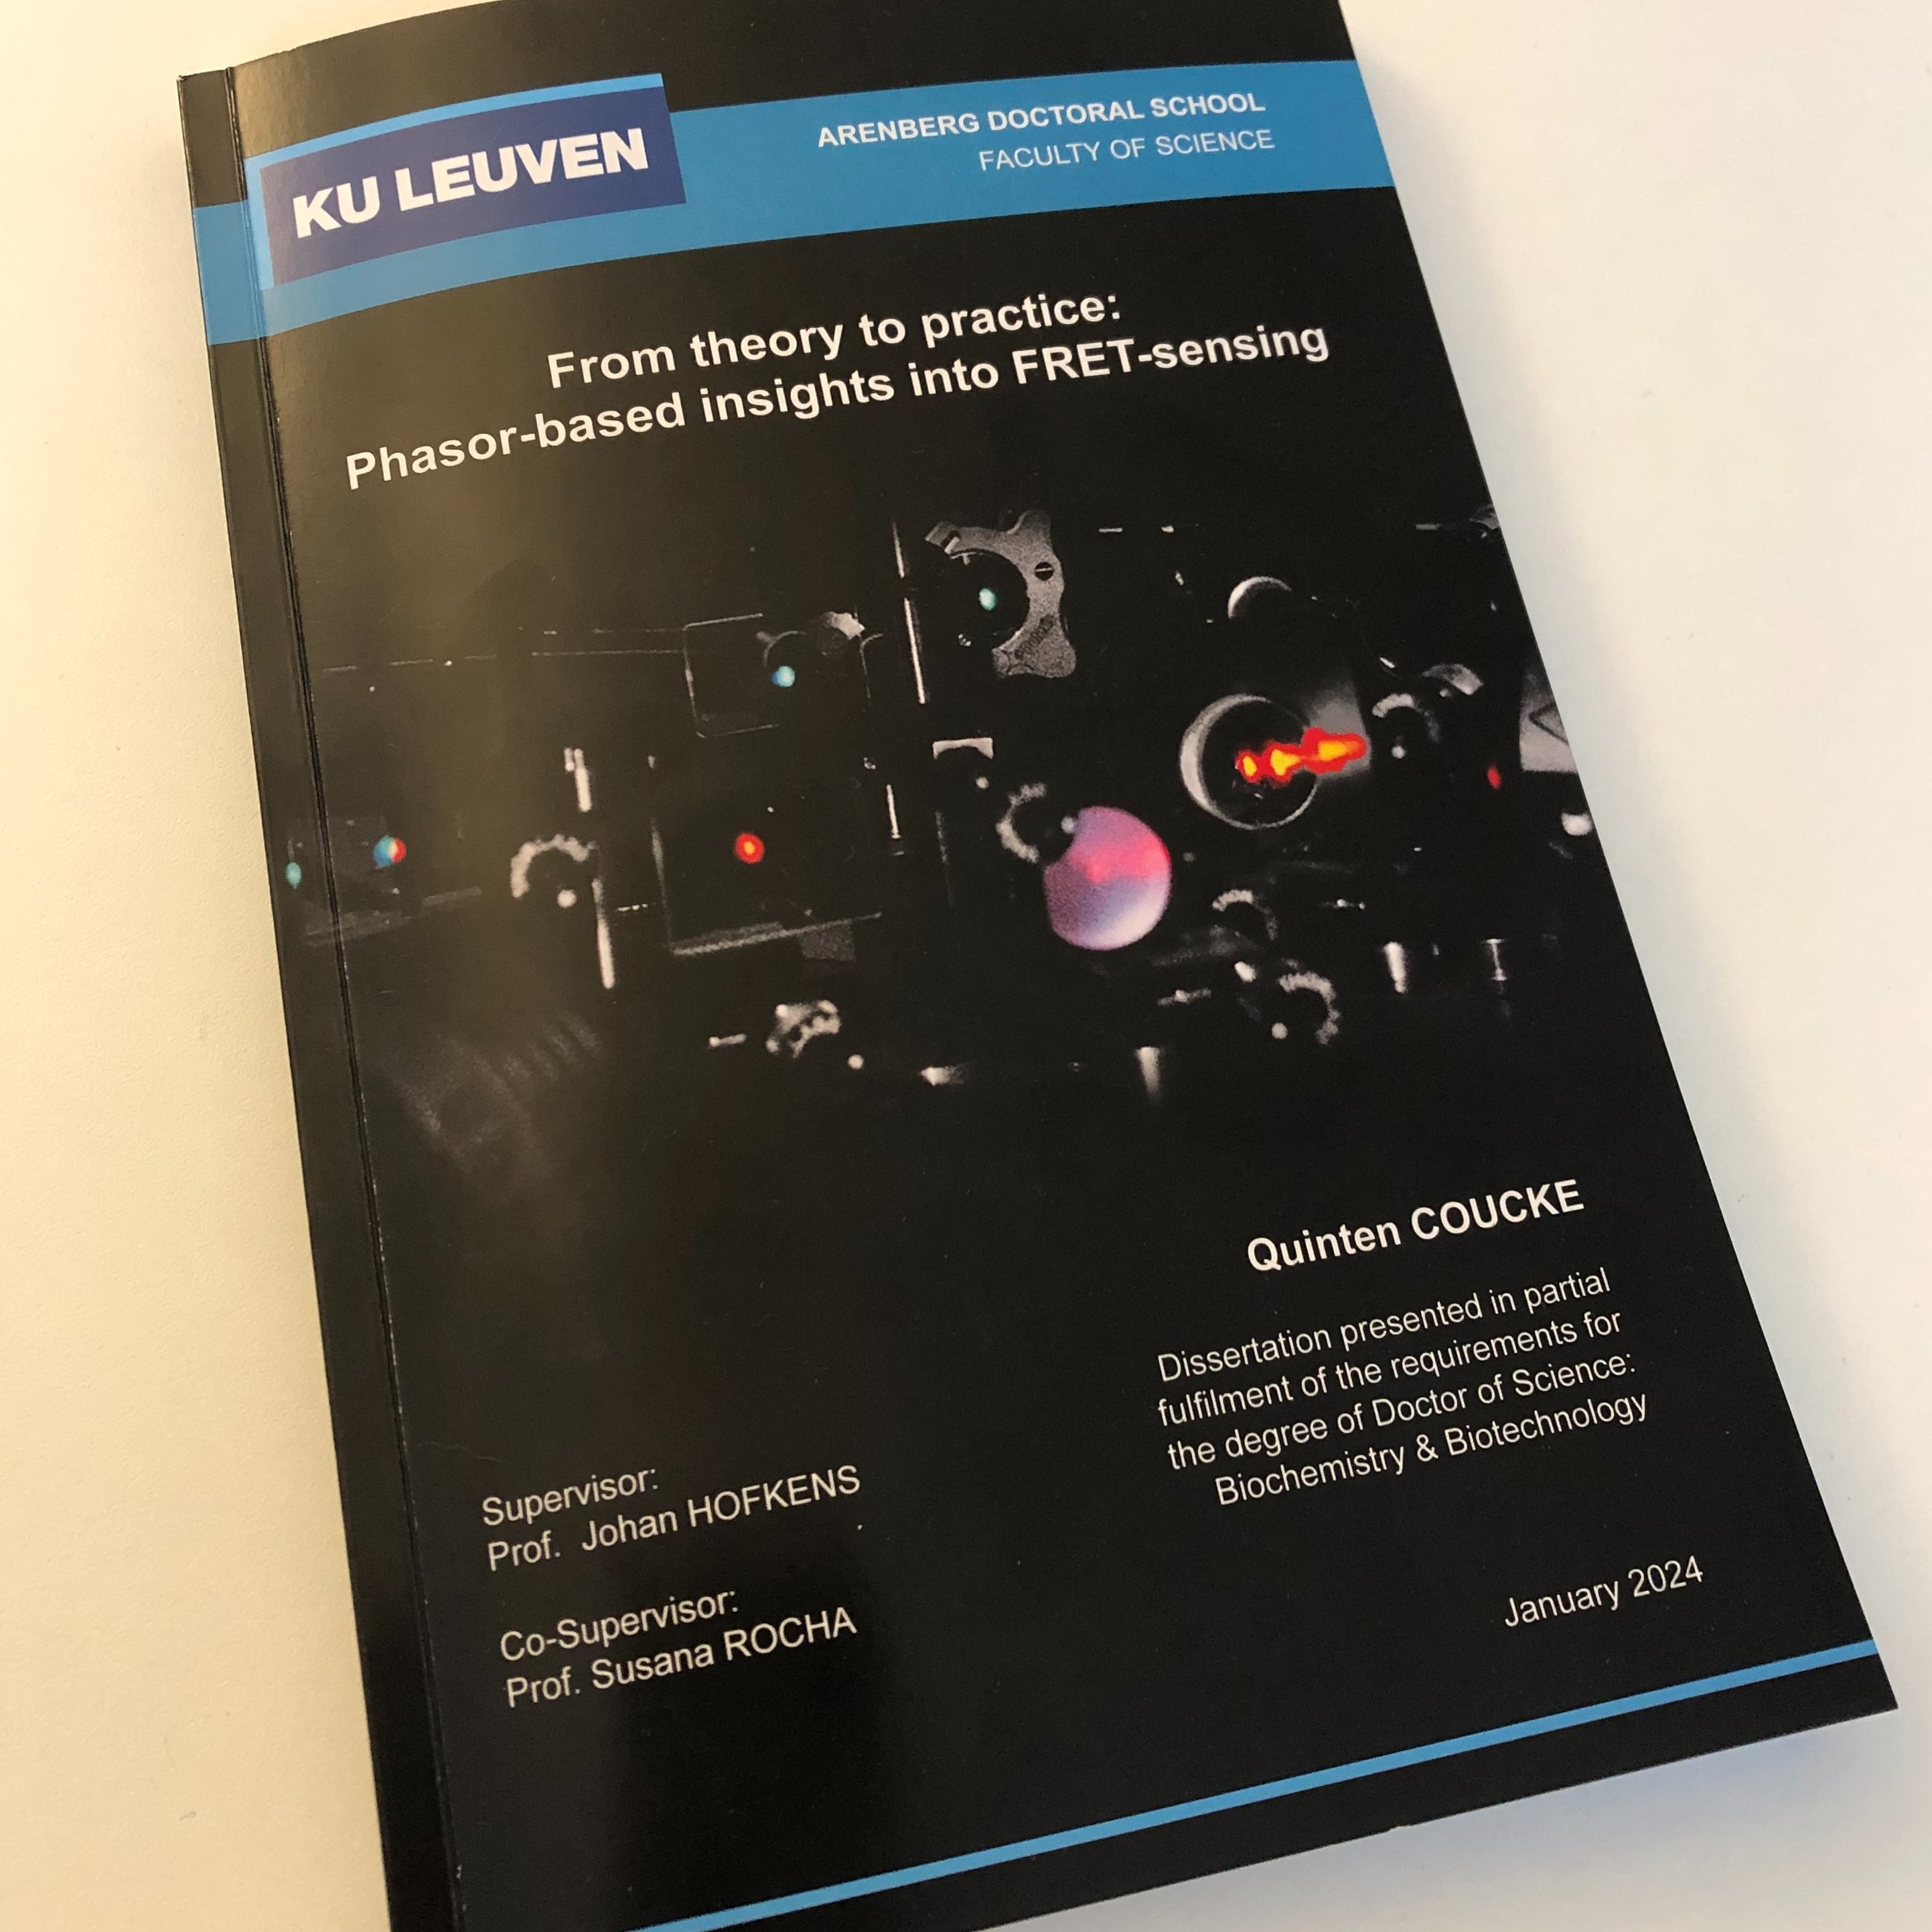 KU LEUVEN
ARENBERG DOCTORAL SCHOOL
FACULTY OF SCIENCE
From theory to practice:
Phasor-based insights into FRET-sensing
Quinten COUCKE
Dissertation presented in partial
fulfilment of the requirements for
the degree of Doctor of Science:
Biochemistry & Biotechnology
Supervisor:
Prof. Johan HOFKENS
Co-Supervisor:
Prof. Susana ROCHA
January 2024